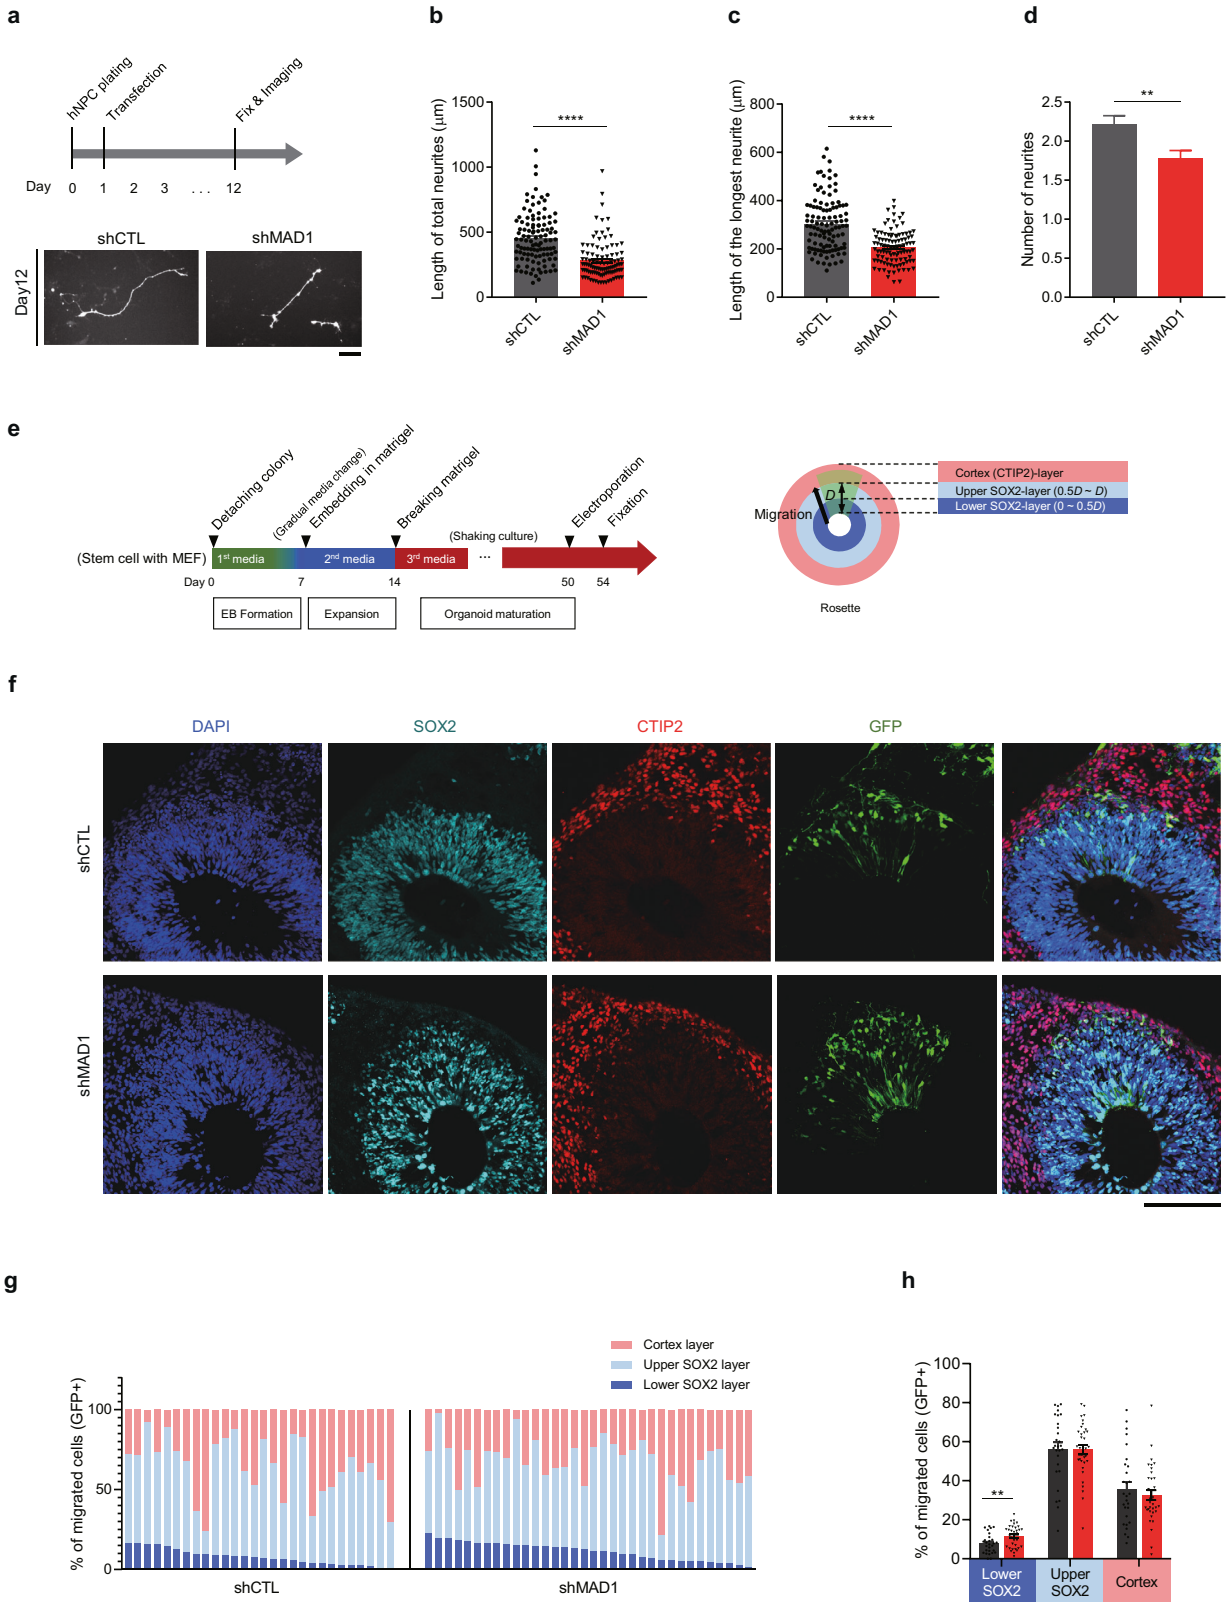 a
hNPC plating
Transfection
Fix & Imaging
Day 0 1 2 3 ... 12
shCTL
shMAD1
Day12
b
Length of total neurites (μm)
1500
1000
500
0
****
shCTL
shMAD1
c
Length of the longest neurite (μm)
800
600
400
200
0
****
shCTL
shMAD1
d
Number of neurites
2.5
2.0
1.5
1.0
0.5
0.0
**
shCTL
shMAD1
e
Detaching colony
(Gradual media change)
Embedding in matrigel
Breaking matrigel
(Shaking culture)
Electroporation
Fixation
(Stem cell with MEF)
1st media
2nd media
3rd media
...
Day 0 7 14 50 54
EB Formation
Expansion
Organoid maturation
Migration
D
Rosette
Cortex (CTIP2)-layer
Upper SOX2-layer (0.5D ~ D)
Lower SOX2-layer (0 ~ 0.5D)
f
DAPI
SOX2
CTIP2
GFP
shCTL
shMAD1
g
Cortex layer
Upper SOX2 layer
Lower SOX2 layer
% of migrated cells (GFP+)
100
50
0
shCTL
shMAD1
h
% of migrated cells (GFP+)
100
80
60
40
20
0
**
Lower
SOX2
Upper
SOX2
Cortex